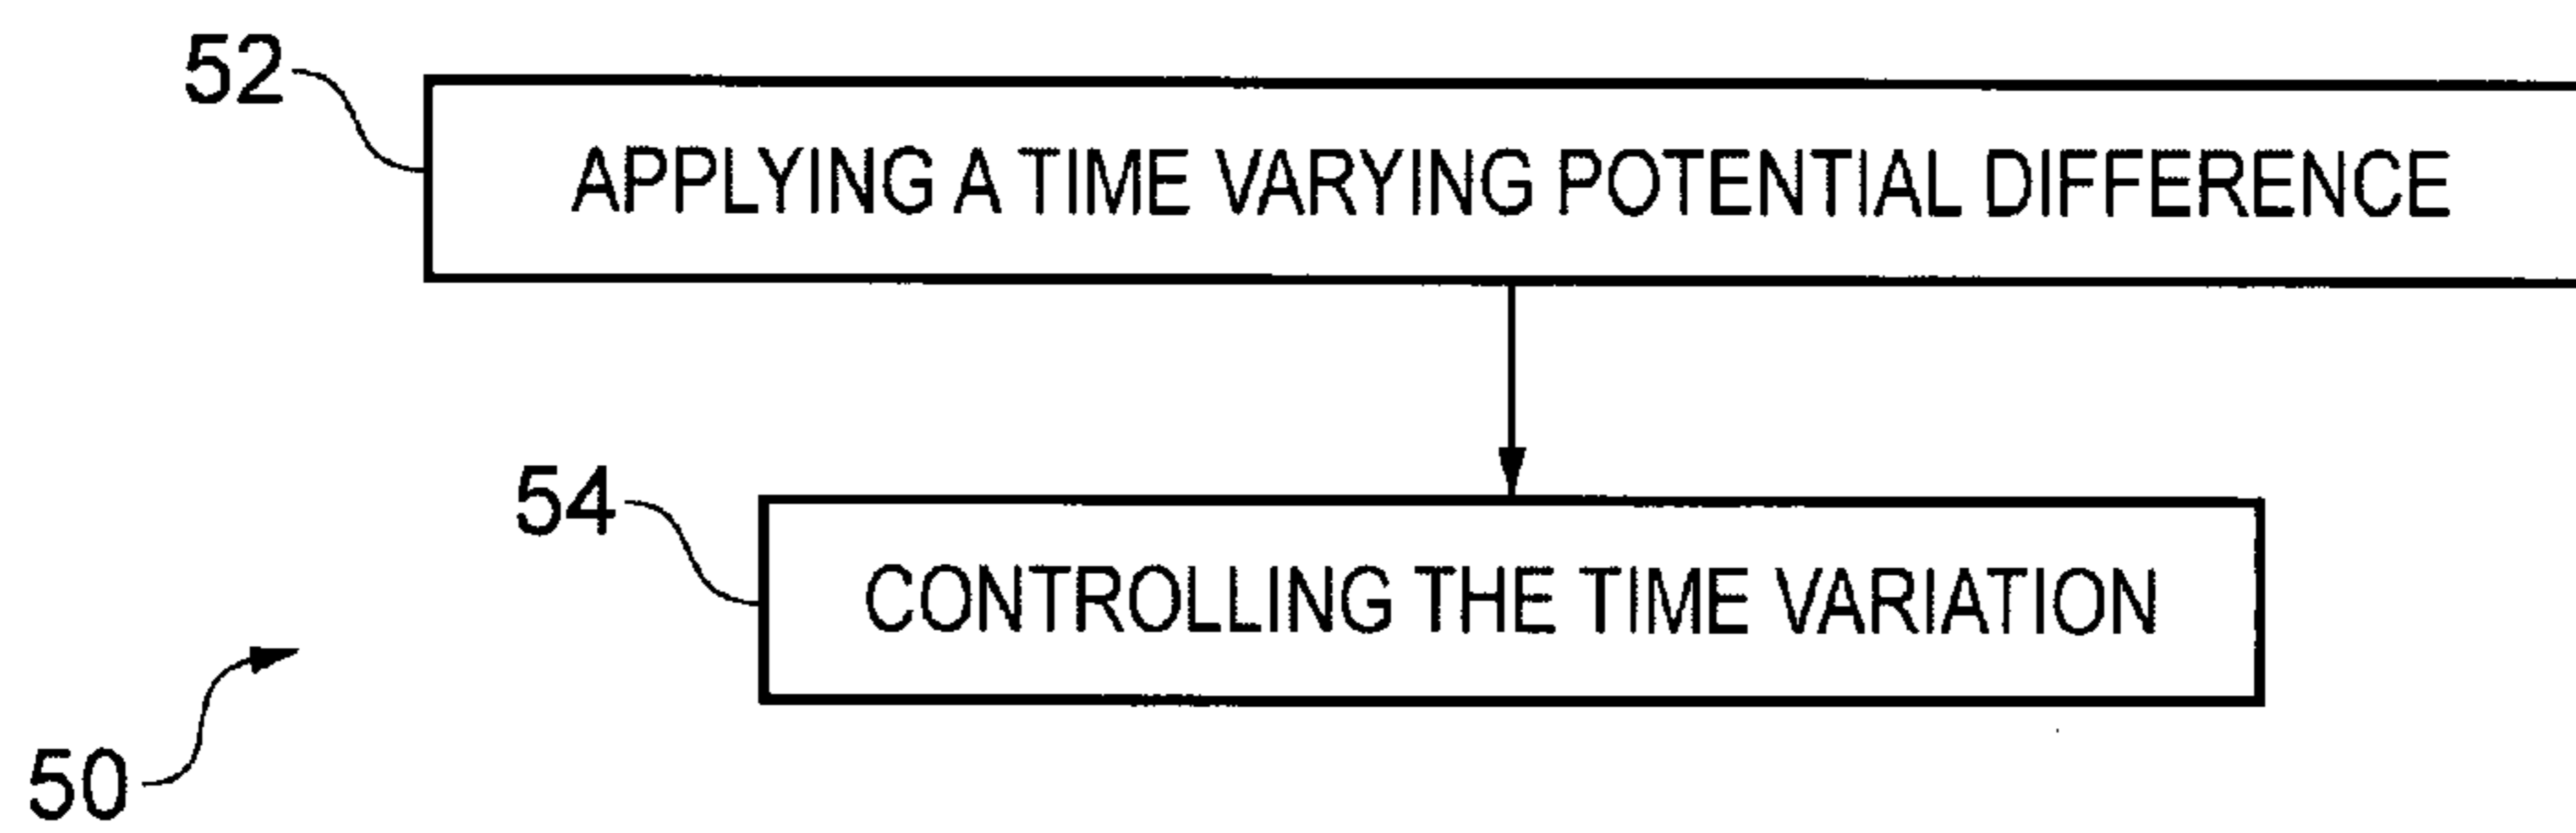 52
APPLYING A TIME VARYING POTENTIAL DIFFERENCE
54
CONTROLLING THE TIME VARIATION
50